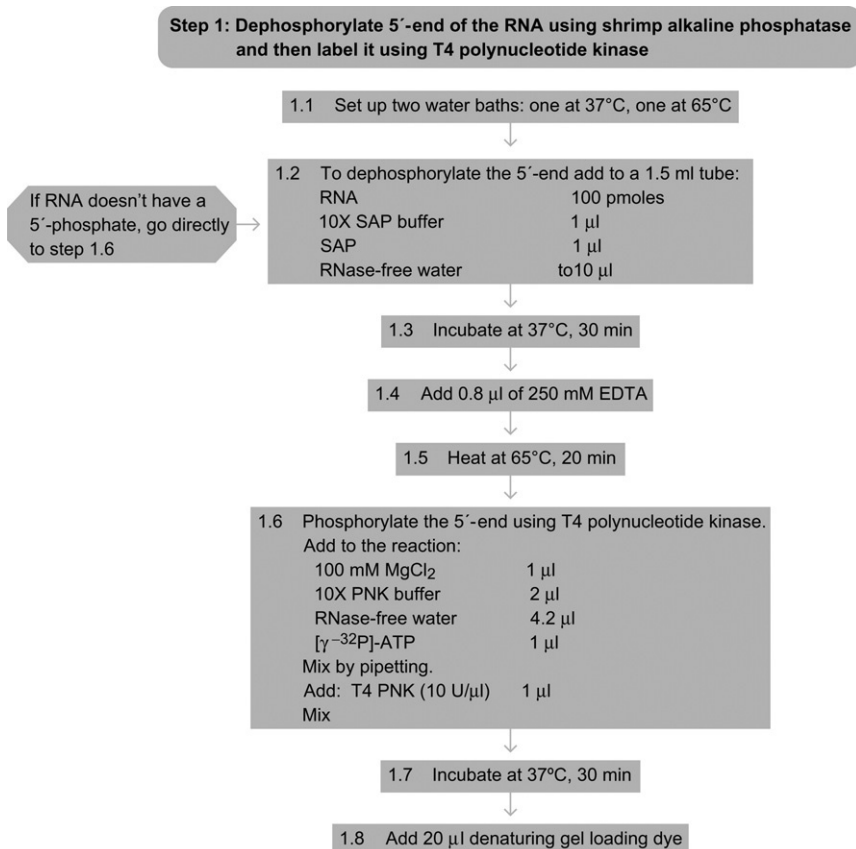 Step 1: Dephosphorylate 5´-end of the RNA using shrimp alkaline phosphatase
and then label it using T4 polynucleotide kinase
1.1 Set up two water baths: one at 37°C, one at 65°C
If RNA doesn't have a
5´-phosphate, go directly
to step 1.6
1.2 To dephosphorylate the 5´-end add to a 1.5 ml tube:
RNA 100 pmoles
10X SAP buffer 1 µl
SAP 1 µl
RNase-free water to10 µl
1.3 Incubate at 37°C, 30 min
1.4 Add 0.8 µl of 250 mM EDTA
1.5 Heat at 65°C, 20 min
1.6 Phosphorylate the 5´-end using T4 polynucleotide kinase.
Add to the reaction:
100 mM MgCl₂ 1 µl
10X PNK buffer 2 µl
RNase-free water 4.2 µl
[γ⁻³²P]-ATP 1 µl
Mix by pipetting.
Add: T4 PNK (10 U/µl) 1 µl
Mix
1.7 Incubate at 37ºC, 30 min
1.8 Add 20 µl denaturing gel loading dye